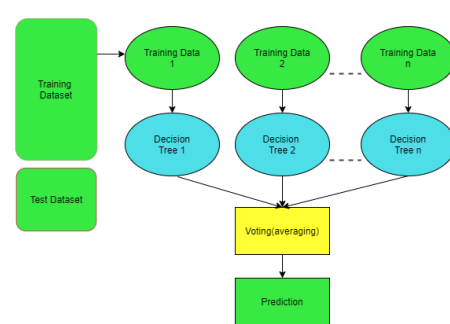 Training
Dataset
Training Data
1
Training Data
2
Training Data
n
Decision
Tree 1
Decision
Tree 2
Decision
Tree n
Test Dataset
Voting(averaging)
Prediction